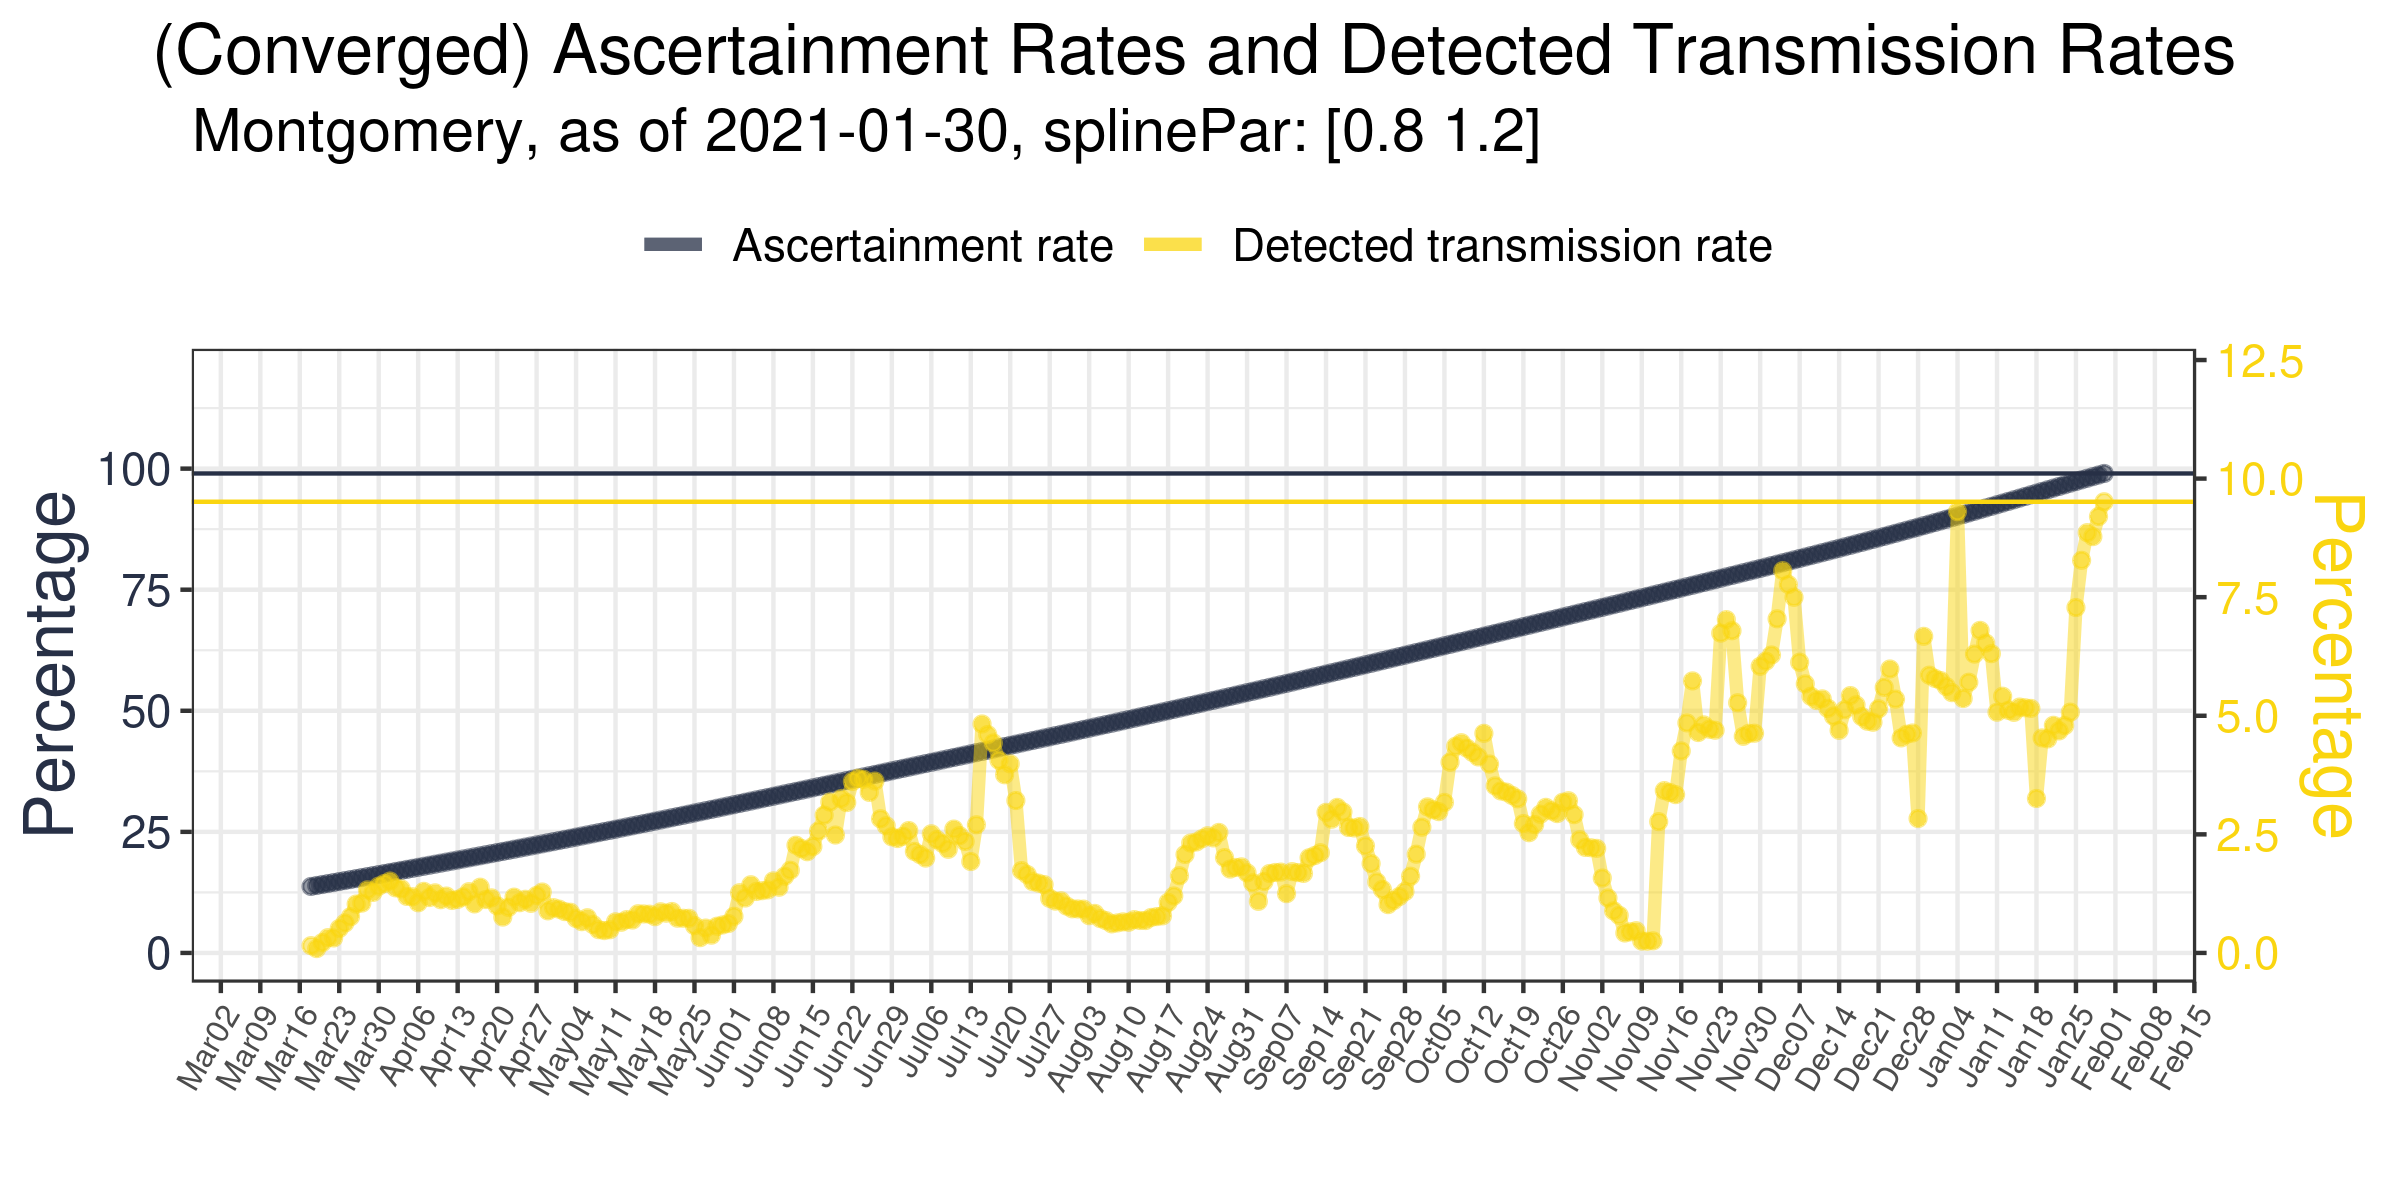 (Converged) Ascertainment Rates and Detected Transmission Rates
Montgomery, as of 2021-01-30, splinePar: [0.8 1.2]
Ascertainment rate
Detected transmission rate
Percentage
100
75
50
25
0
12.5
10.0
7.5
5.0
2.5
0.0
Percentage
Mar02
Mar09
Mar16
Mar23
Mar30
Apr06
Apr13
Apr20
Apr27
May04
May11
May18
May25
Jun01
Jun08
Jun15
Jun22
Jun29
Jul06
Jul13
Jul20
Jul27
Aug03
Aug10
Aug17
Aug24
Aug31
Sep07
Sep14
Sep21
Sep28
Oct05
Oct12
Oct19
Oct26
Nov02
Nov09
Nov16
Nov23
Nov30
Dec07
Dec14
Dec21
Dec28
Jan04
Jan11
Jan18
Jan25
Feb01
Feb08
Feb15